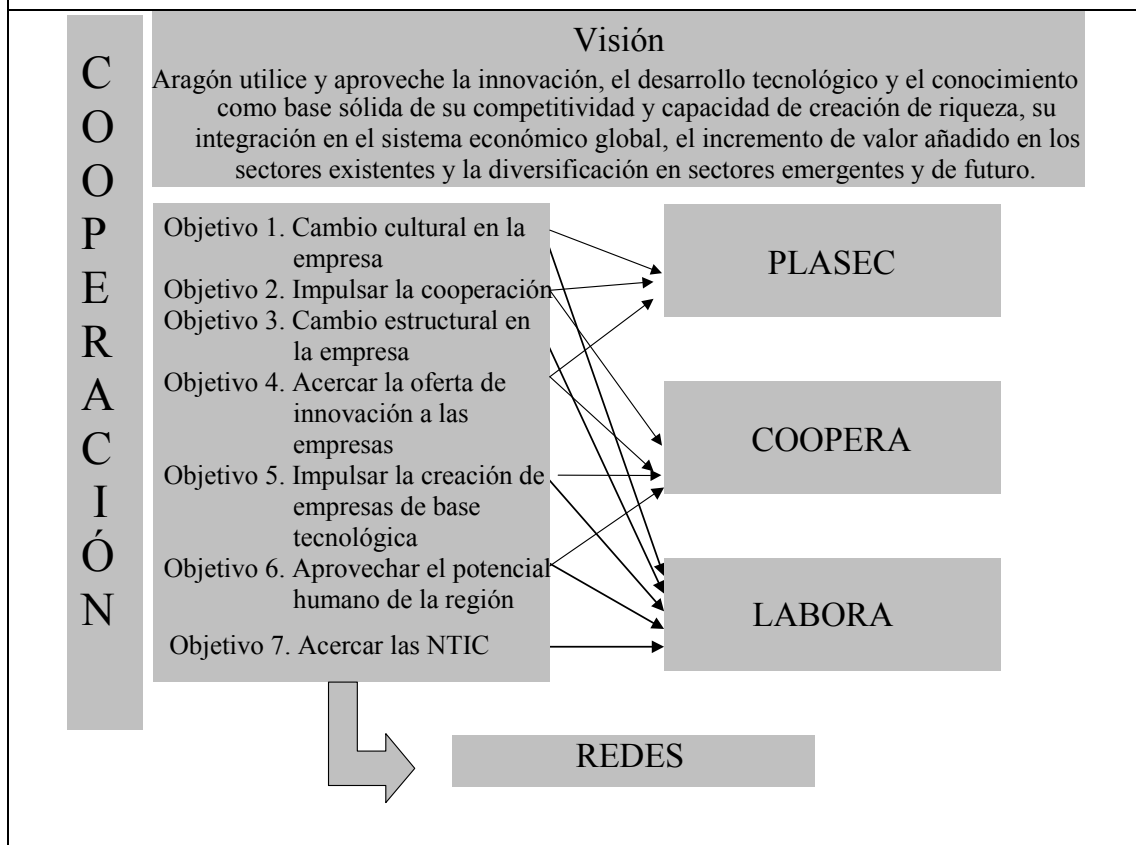 COOPERACIÓN
Visión
Aragón utilice y aproveche la innovación, el desarrollo tecnológico y el conocimiento
como base sólida de su competitividad y capacidad de creación de riqueza, su
integración en el sistema económico global, el incremento de valor añadido en los
sectores existentes y la diversificación en sectores emergentes y de futuro.
Objetivo 1. Cambio cultural en la
empresa
Objetivo 2. Impulsar la cooperación
Objetivo 3. Cambio estructural en
la empresa
Objetivo 4. Acercar la oferta de
innovación a las
empresas
Objetivo 5. Impulsar la creación de
empresas de base
tecnológica
Objetivo 6. Aprovechar el potencial
humano de la región
Objetivo 7. Acercar las NTIC
PLASEC
COOPERA
LABORA
REDES